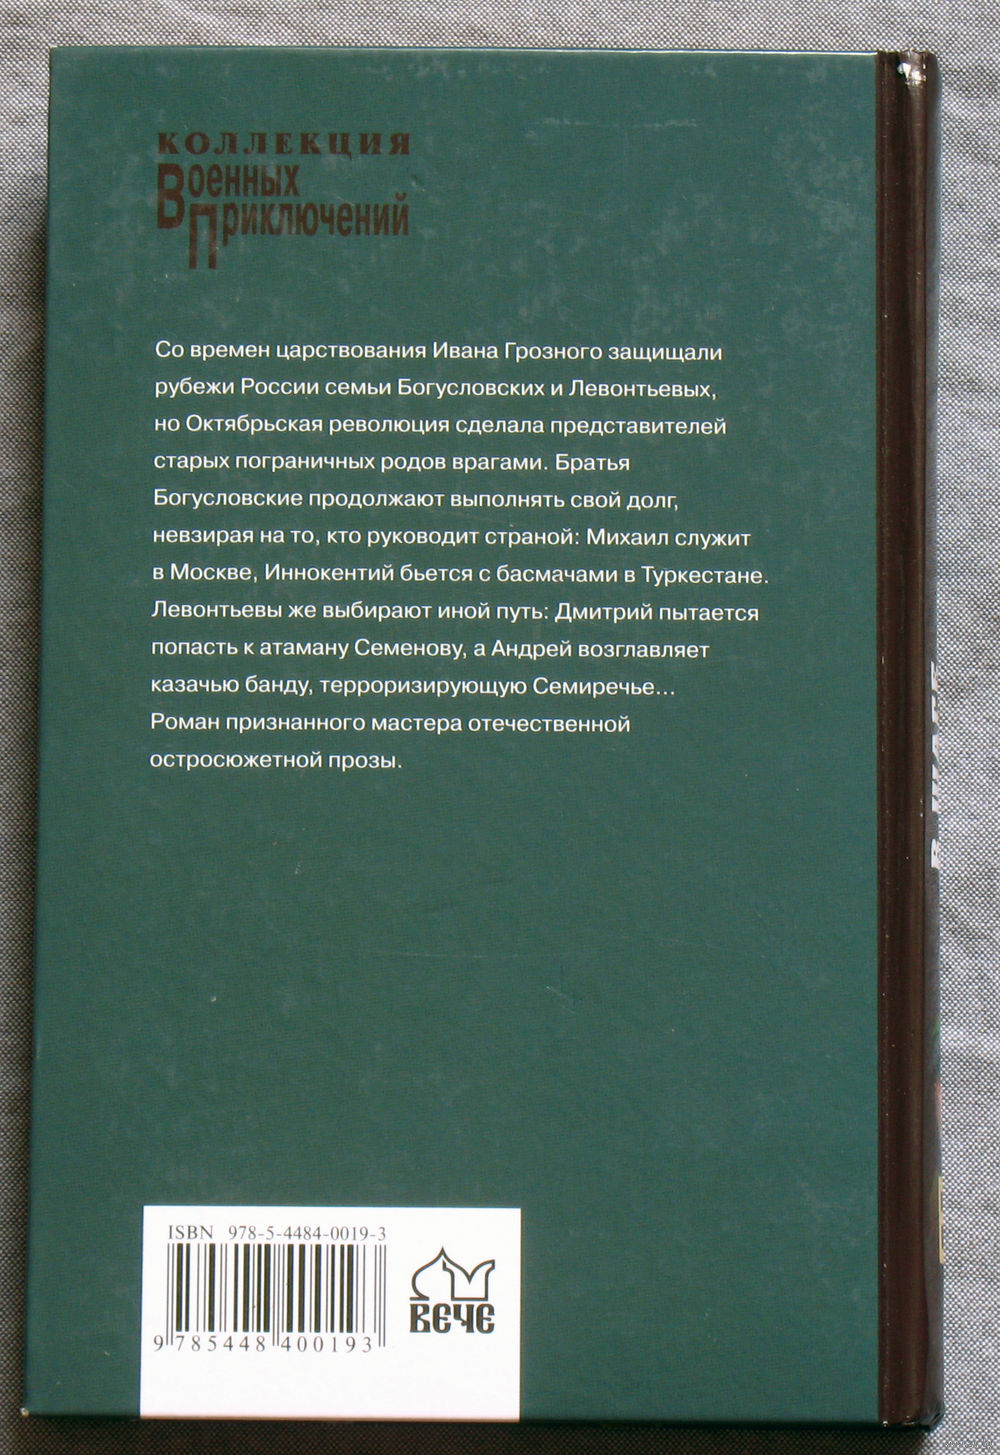 КОЛЛЕКЦИЯ
Военных
Приключений
Со времен царствования Ивана Грозного защищали
рубежи России семьи Богусловских и Левонтьевых,
но Октябрьская революция сделала представителей
старых пограничных родов врагами. Братья
Богусловские продолжают выполнять свой долг,
невзирая на то, кто руководит страной: Михаил служит
в Москве, Иннокентий бьется с басмачами в Туркестане.
Левонтьевы же выбирают иной путь: Дмитрий пытается
попасть к атаману Семенову, а Андрей возглавляет
казачью банду, терроризирующую Семиречье...
Роман признанного мастера отечественной
остросюжетной прозы.
ISBN 978-5-4484-0019-3
9 785448 400193
ВЕЧЕ